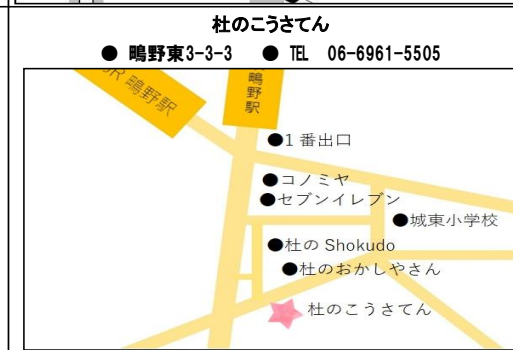 杜のこうさてん
● 鴫野東3-3-3 ● TEL 06-6961-5505
JR 鴫野駅
鴫野駅
●1 番出口
●コノミヤ
●セブンイレブン
●城東小学校
●杜の Shokudo
●杜のおかしやさん
杜のこうさてん